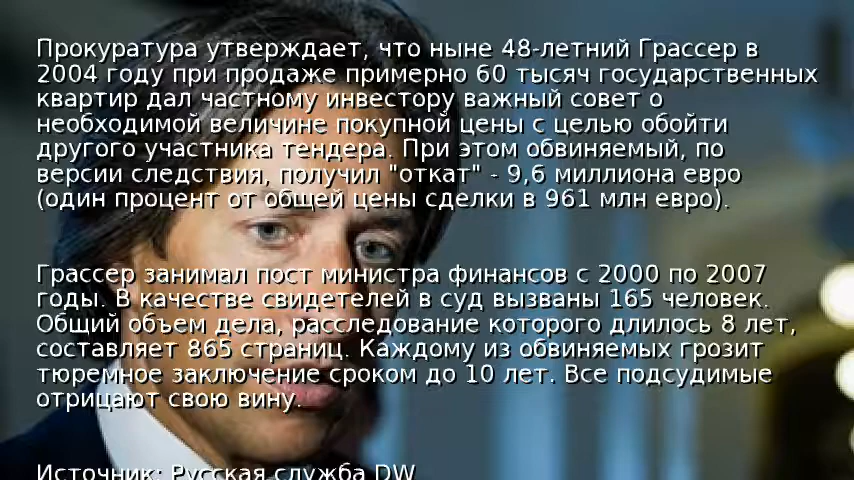 Прокуратура утверждает, что ныне 48-летний Грассер в
2004 году при продаже примерно 60 тысяч государственных
квартир дал частному инвестору важный совет о
необходимой величине покупной цены с целью обойти
другого участника тендера. При этом обвиняемый, по
версии следствия, получил "откат" - 9,6 миллиона евро
(один процент от общей цены сделки в 961 млн евро).
Грассер занимал пост министра финансов с 2000 по 2007
годы. В качестве свидетелей в суд вызваны 165 человек.
Общий объем дела, расследование которого длилось 8 лет,
составляет 865 страниц. Каждому из обвиняемых грозит
тюремное заключение сроком до 10 лет. Все подсудимые
отрицают свою вину.
Источник: Русская служба DW